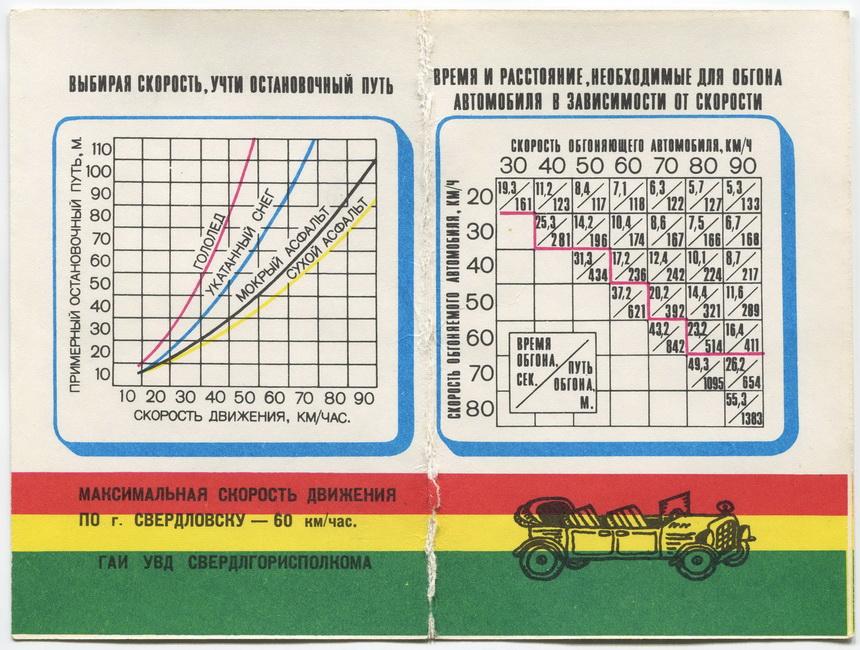 ВЫБИРАЯ СКОРОСТЬ, УЧТИ ОСТАНОВОЧНЫЙ ПУТЬ
ПРИМЕРНЫЙ ОСТАНОВОЧНЫЙ ПУТЬ, М.
110
100
90
80
70
60
50
40
30
20
10
ГОЛОЛЕД
УКАТАННЫЙ СНЕГ
МОКРЫЙ АСФАЛЬТ
СУХОЙ АСФАЛЬТ
10 20 30 40 50 60 70 80 90
СКОРОСТЬ ДВИЖЕНИЯ, КМ/ЧАС.
МАКСИМАЛЬНАЯ СКОРОСТЬ ДВИЖЕНИЯ
ПО г. СВЕРДЛОВСКУ — 60 км/час.
ГАИ УВД СВЕРДЛГОРИСПОЛКОМА
ВРЕМЯ И РАССТОЯНИЕ, НЕОБХОДИМЫЕ ДЛЯ ОБГОНА
АВТОМОБИЛЯ В ЗАВИСИМОСТИ ОТ СКОРОСТИ
СКОРОСТЬ ОБГОНЯЮЩЕГО АВТОМОБИЛЯ, КМ/Ч
30 40 50 60 70 80 90
СКОРОСТЬ ОБГОНЯЕМОГО АВТОМОБИЛЯ, КМ/Ч
20 19,3/161 11,2/123 8,4/117 7,1/118 6,3/122 5,7/127 5,3/133
30 25,3/281 14,2/196 10,4/174 8,6/167 7,5/166 6,7/168
40 31,3/434 17,2/236 12,4/242 10,1/224 8,7/217
50 37,2/621 20,2/392 14,4/321 11,6/289
60 43,2/842 23,2/514 16,4/411
70 49,3/1095 26,2/654
80 55,3/1383
ВРЕМЯ
ОБГОНА,
СЕК.
ПУТЬ
ОБГОНА,
М.